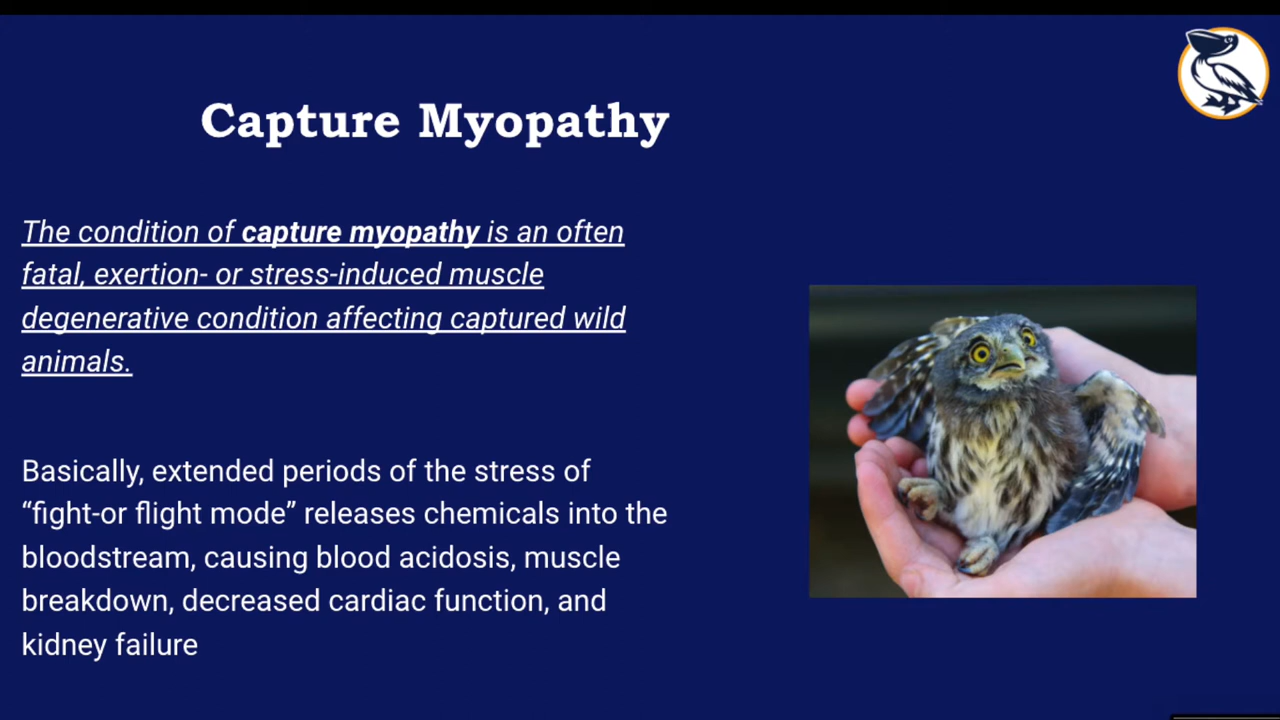 Capture Myopathy
The condition of capture myopathy is an often
fatal, exertion- or stress-induced muscle
degenerative condition affecting captured wild
animals.
Basically, extended periods of the stress of
“fight-or flight mode” releases chemicals into the
bloodstream, causing blood acidosis, muscle
breakdown, decreased cardiac function, and
kidney failure